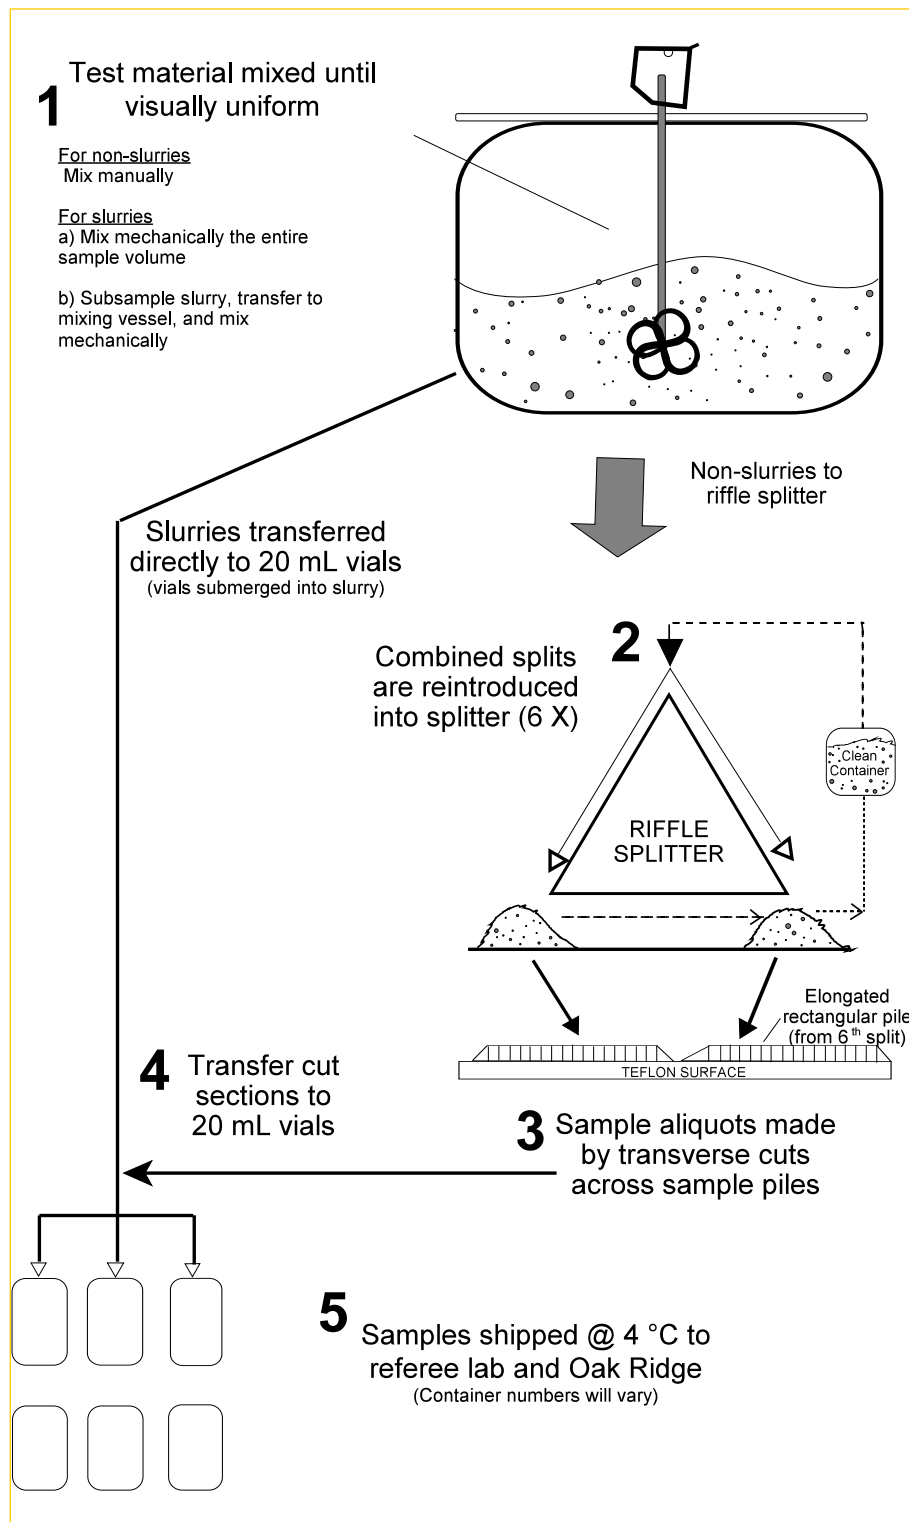 1
Test material mixed until
visually uniform
For non-slurries
Mix manually
For slurries
a) Mix mechanically the entire
sample volume
b) Subsample slurry, transfer to
mixing vessel, and mix
mechanically
Non-slurries to
riffle splitter
Slurries transferred
directly to 20 mL vials
(vials submerged into slurry)
2
Combined splits
are reintroduced
into splitter (6 X)
Clean
Container
RIFFLE
SPLITTER
Elongated
rectangular pile
(from 6th split)
TEFLON SURFACE
4
Transfer cut
sections to
20 mL vials
3
Sample aliquots made
by transverse cuts
across sample piles
5
Samples shipped @ 4 °C to
referee lab and Oak Ridge
(Container numbers will vary)